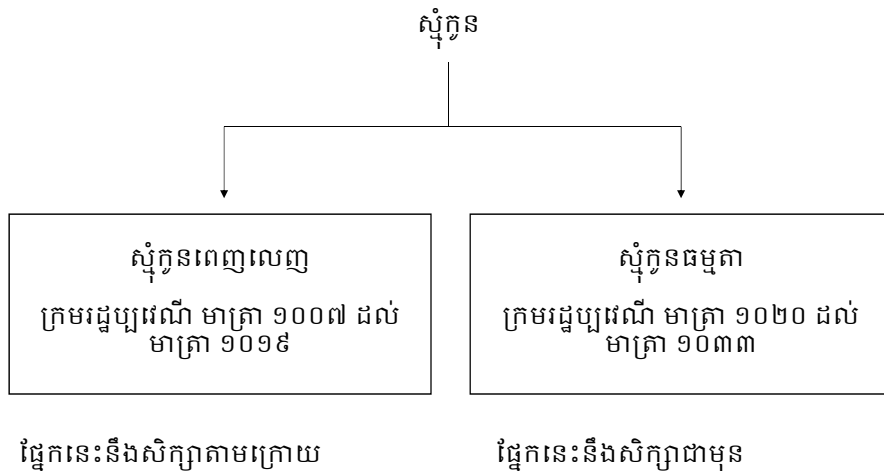 ស្មុំកូន
ស្មុំកូនពេញលេញ
ក្រមរដ្ឋប្បវេណី មាត្រា ១០០៧ ដល់
មាត្រា ១០១៩
ស្មុំកូនធម្មតា
ក្រមរដ្ឋប្បវេណី មាត្រា ១០២០ ដល់
មាត្រា ១០៣៣
ផ្នែកនេះនឹងសិក្សាតាមក្រោយ
ផ្នែកនេះនឹងសិក្សាជាមុន